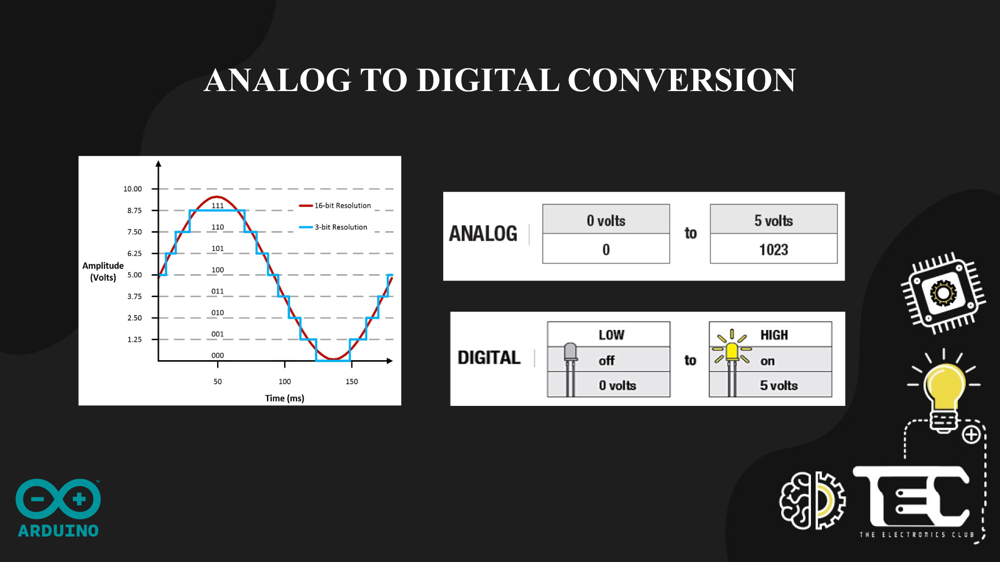 ANALOG TO DIGITAL CONVERSION
10.00
8.75
7.50
6.25
5.00
3.75
2.50
1.25
Amplitude
(Volts)
111
110
101
100
011
010
001
000
16-bit Resolution
3-bit Resolution
50 100 150
Time (ms)
ANALOG
0 volts to 5 volts
0 1023
DIGITAL
LOW to HIGH
off on
0 volts 5 volts
ARDUINO
TM
TEC
THE ELECTRONICS CLUB